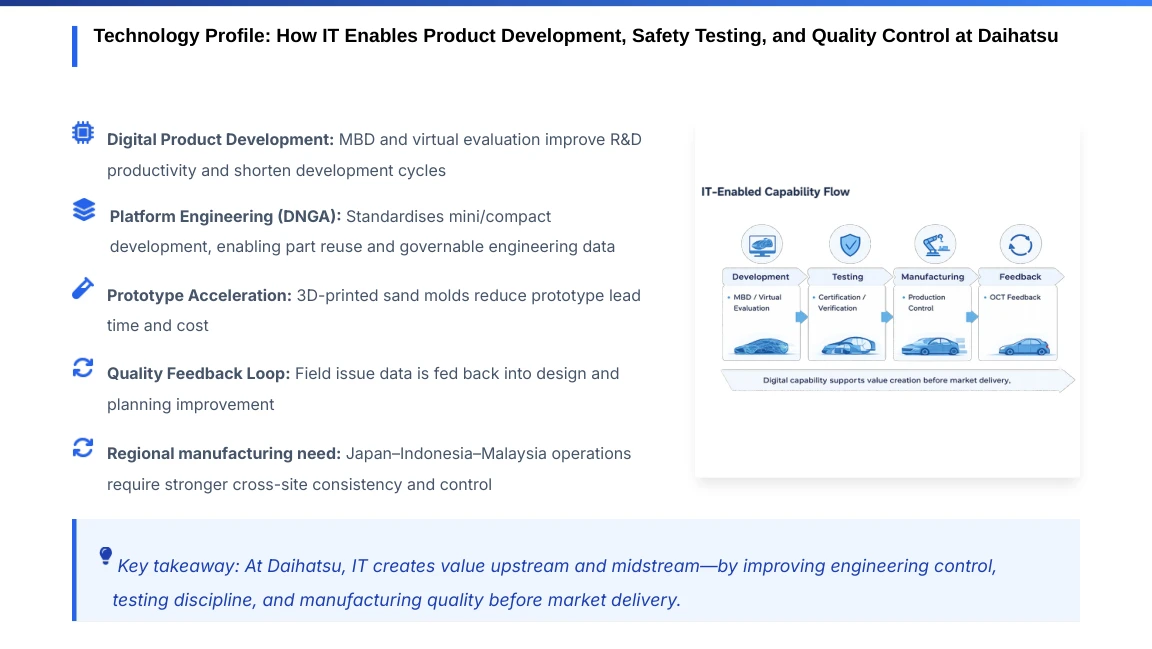 Technology Profile: How IT Enables Product Development, Safety Testing, and Quality Control at Daihatsu
Digital Product Development: MBD and virtual evaluation improve R&D
productivity and shorten development cycles
Platform Engineering (DNGA): Standardises mini/compact
development, enabling part reuse and governable engineering data
Prototype Acceleration: 3D-printed sand molds reduce prototype lead
time and cost
Quality Feedback Loop: Field issue data is fed back into design and
planning improvement
Regional manufacturing need: Japan–Indonesia–Malaysia operations
require stronger cross-site consistency and control
IT-Enabled Capability Flow
Development
• MBD / Virtual
Evaluation
Testing
• Certification /
Verification
Manufacturing
• Production
Control
Feedback
• OCT Feedback
Digital capability supports value creation before market delivery.
Key takeaway: At Daihatsu, IT creates value upstream and midstream—by improving engineering control,
testing discipline, and manufacturing quality before market delivery.